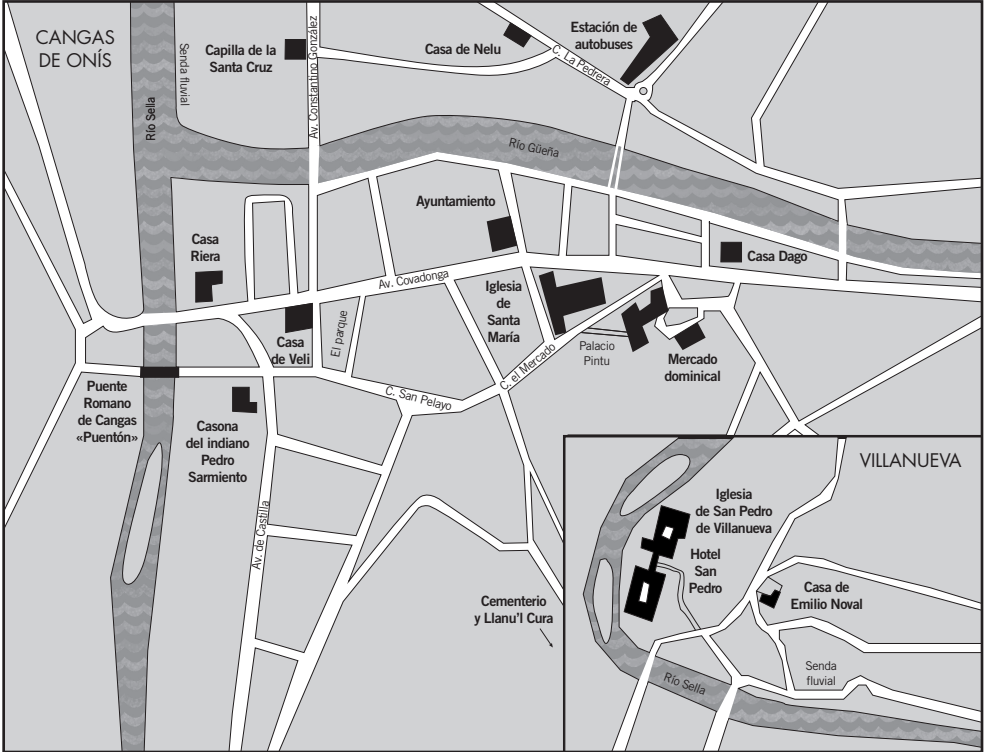 CANGAS
DE ONÍS
Río Sella
Senda fluvial
Capilla de la
Santa Cruz
Av. Constantino González
Casa de Nelu
Estación de
autobuses
C. La Pedrera
Río Güeña
Ayuntamiento
Casa
Riera
Av. Covadonga
Casa Dago
Casa
de Veli
El parque
Iglesia
de
Santa
María
Palacio
Pintu
Mercado
dominical
C. el Mercado
C. San Pelayo
Puente
Romano
de Cangas
«Puentón»
Casona
del indiano
Pedro
Sarmiento
Av. de Castilla
Cementerio
y Llanu'l Cura
VILLANUEVA
Iglesia
de San Pedro
de Villanueva
Hotel
San
Pedro
Casa de
Emilio Noval
Senda
fluvial
Río Sella